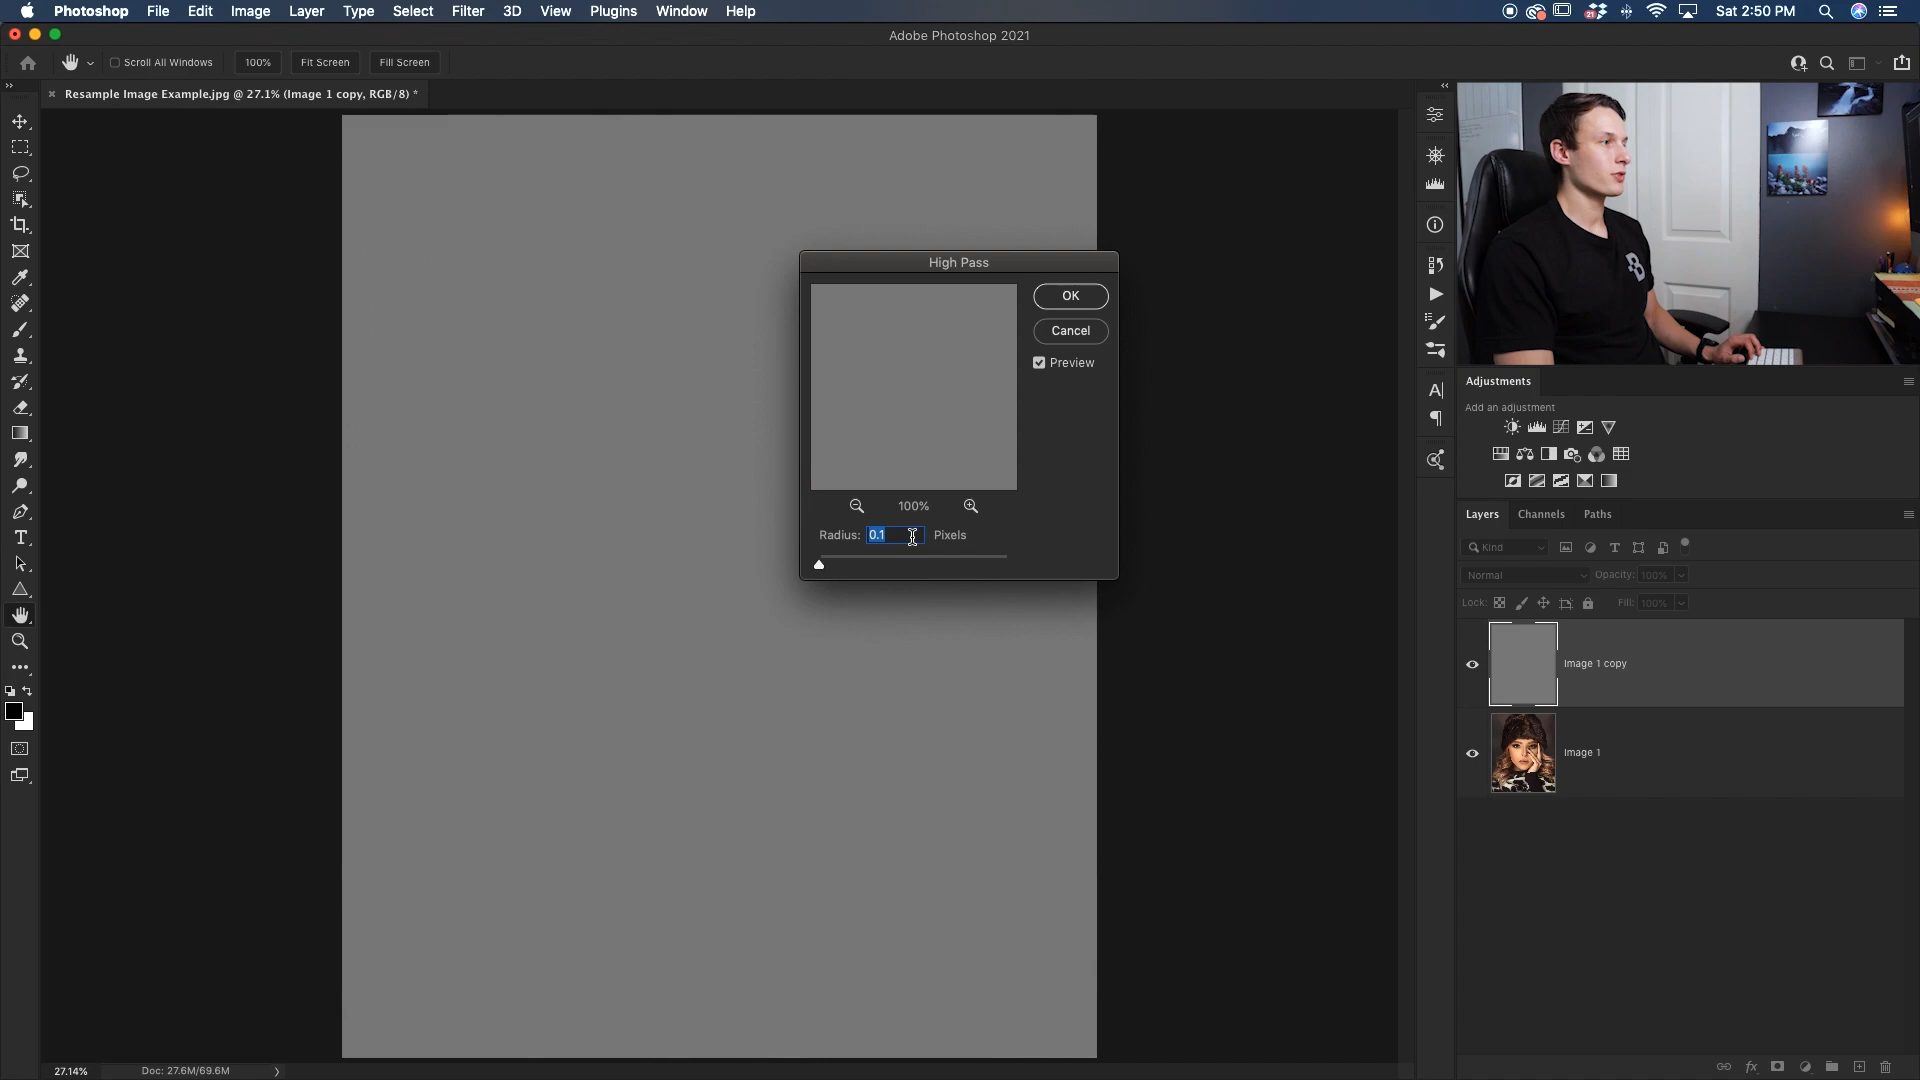 Photoshop File Edit Image Layer Type Select Filter 3D View Plugins Window Help
21 Sat 2:50 PM
Adobe Photoshop 2021
Scroll All Windows 100% Fit Screen Fill Screen
Resample Image Example.jpg @ 27.1% (Image 1 copy, RGB/8) *
High Pass
OK
Cancel
Preview
100%
Radius: 0.1 Pixels
Adjustments
Add an adjustment
Layers Channels Paths
Kind
Normal Opacity: 100%
Lock: Fill: 100%
Image 1 copy
Image 1
27.14% Doc: 27.6M/69.6M